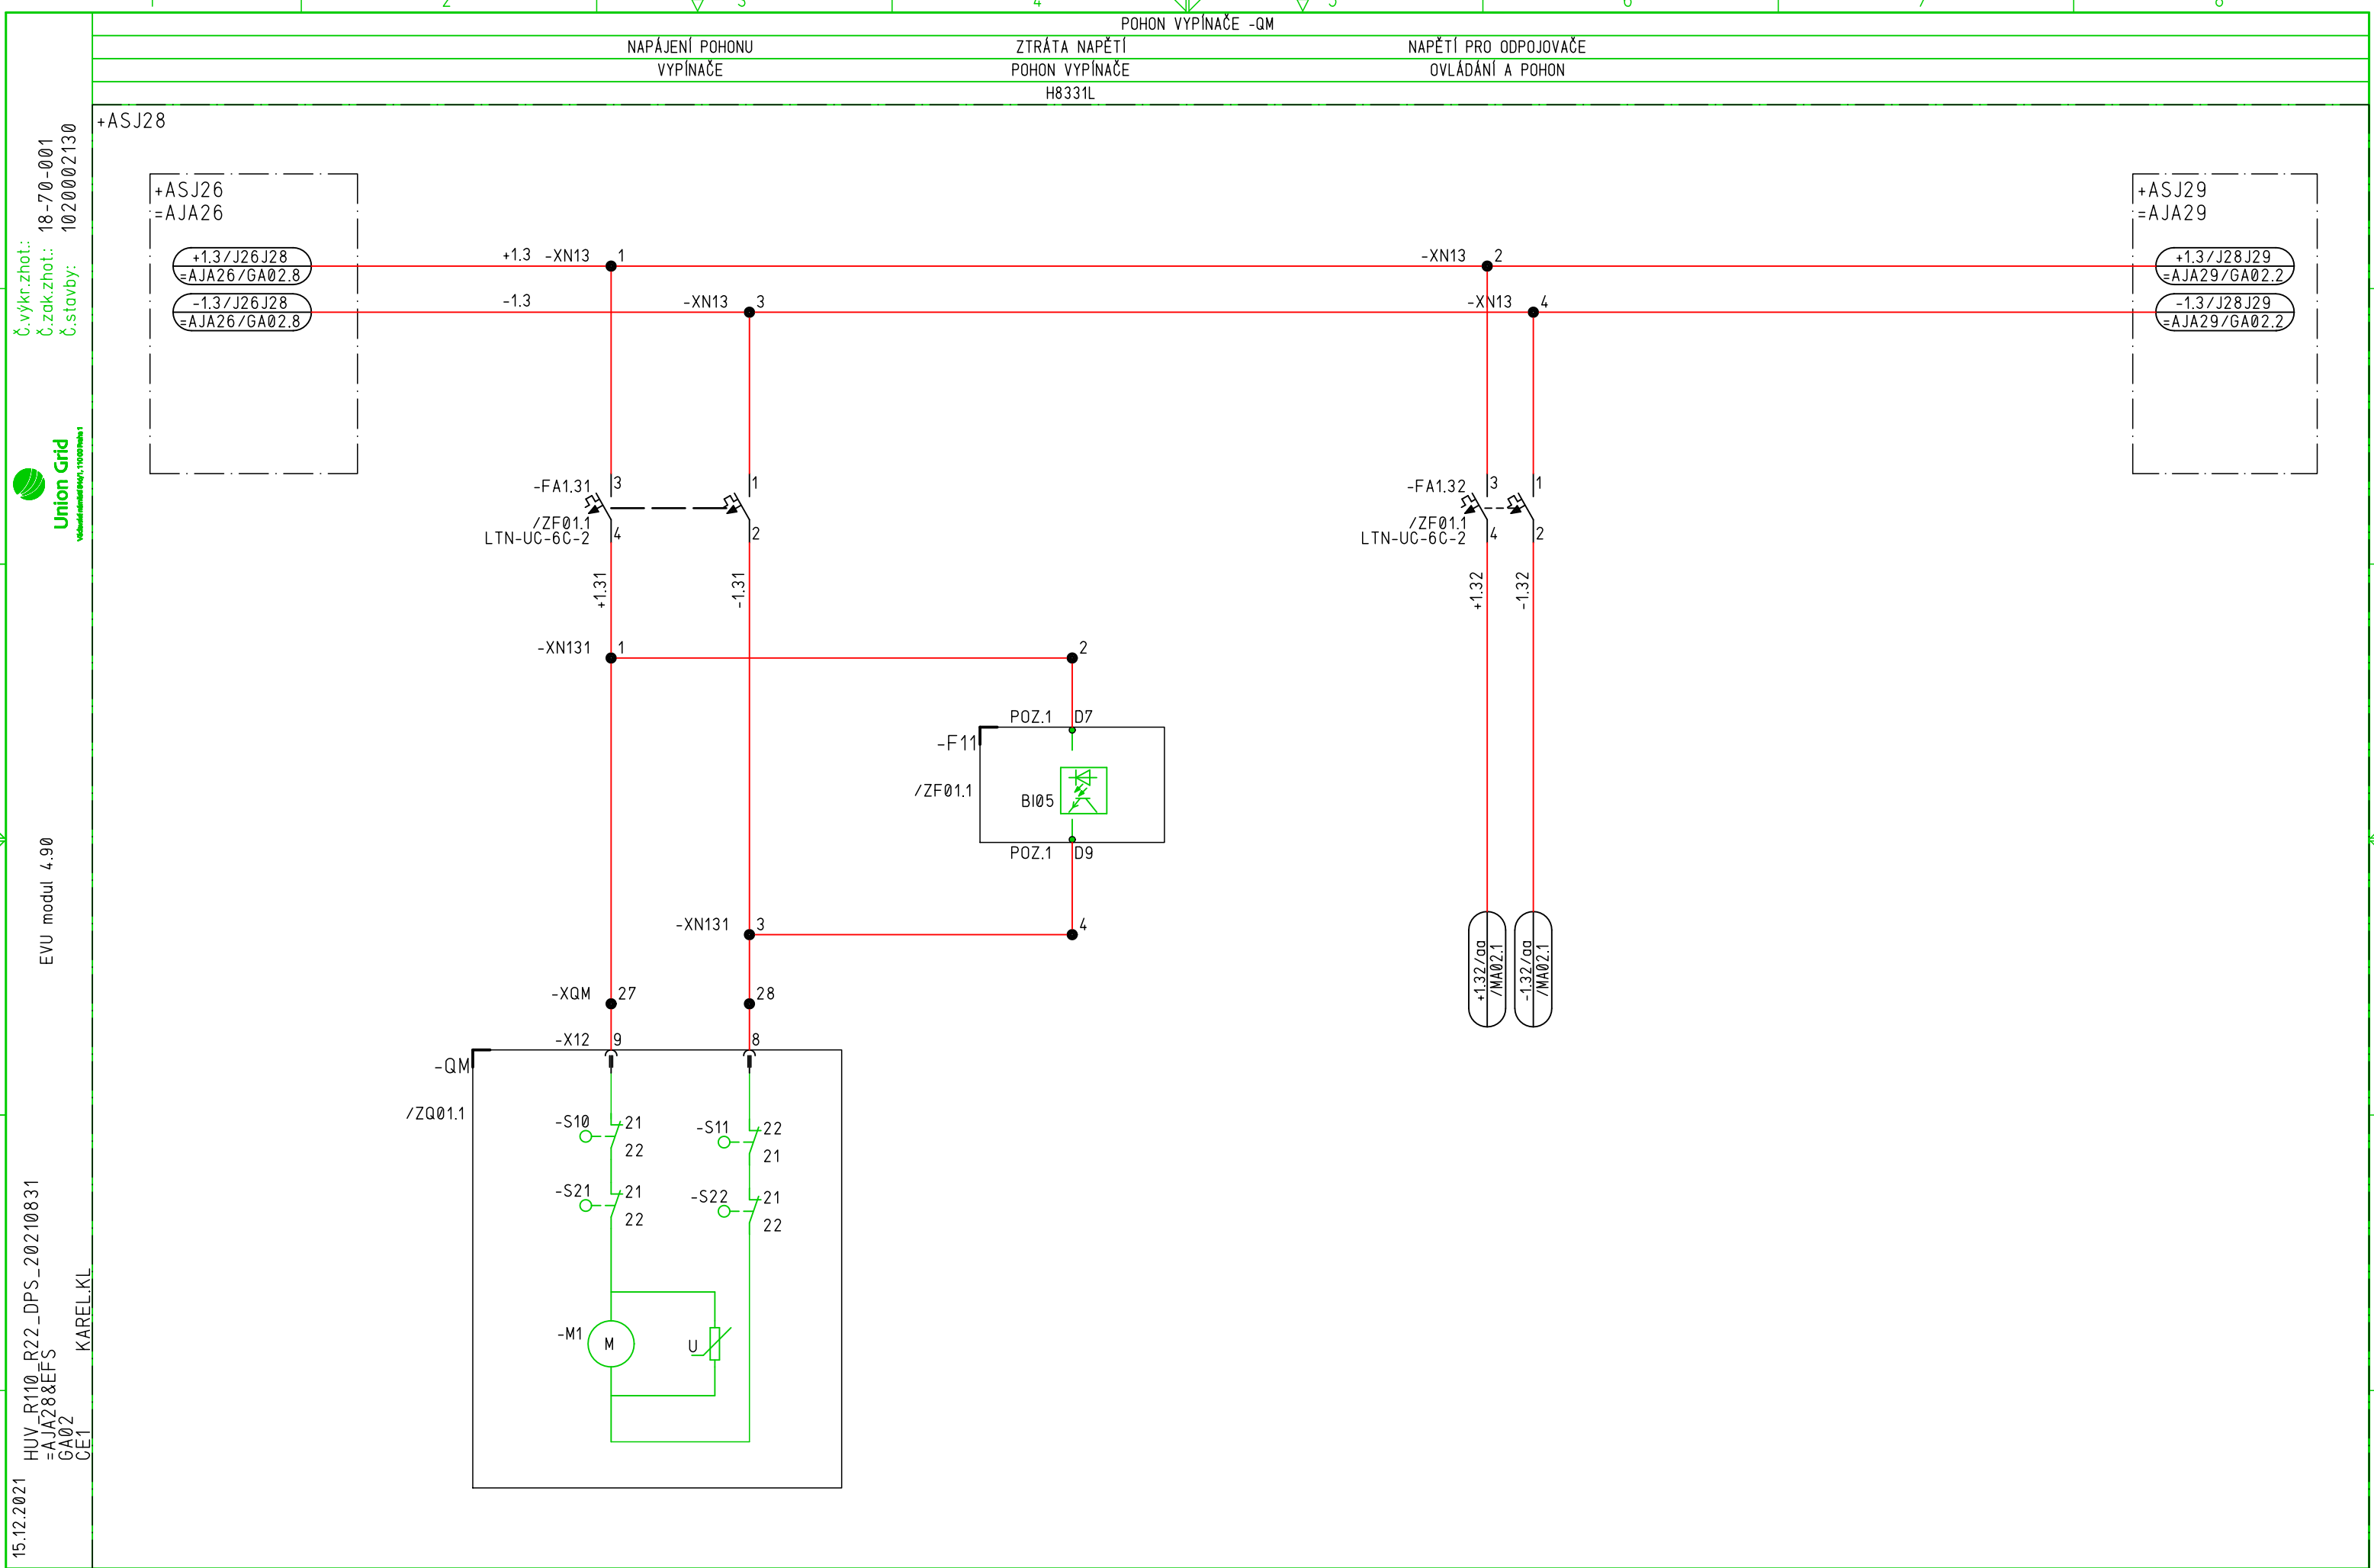 1 2 3 4 5 6 7 8
POHON VYPÍNAČE -QM
NAPÁJENÍ POHONU
ZTRÁTA NAPĚTÍ
NAPĚTÍ PRO ODPOJOVAČE
VYPÍNAČE
POHON VYPÍNAČE
OVLÁDÁNÍ A POHON
H8331L
+ASJ28
+ASJ26
=AJA26
+1.3/J26J28
=AJA26/GA02.8
-1.3/J26J28
=AJA26/GA02.8
+1.3
-XN13
1
-1.3
-XN13
3
-XN13
2
-XN13
4
+ASJ29
=AJA29
+1.3/J28J29
=AJA29/GA02.2
-1.3/J28J29
=AJA29/GA02.2
-FA1.31
3
1
/ZF01.1
LTN-UC-6C-2
4
2
+1.31
-1.31
-FA1.32
3
1
/ZF01.1
LTN-UC-6C-2
4
2
+1.32
-1.32
-XN131
1
2
POZ.1
D7
-F11
/ZF01.1
BI05
POZ.1
D9
-XN131
3
4
+1.32/aa
/MA02.1
-1.32/aa
/MA02.1
-XQM
27
28
-X12
9
8
-QM
/ZQ01.1
-S10
21
22
-S11
22
21
-S21
21
22
-S22
21
22
-M1
M
U
Č.výkr.zhot.:
Č.zak.zhot.: 18-70-001
Č.stavby: 1020002130
Union Grid
EVU modul 4.90
HUV_R110_R22_DPS_20210831
=AJA28&EFS
GA02
CE1
KAREL.KL
15.12.2021